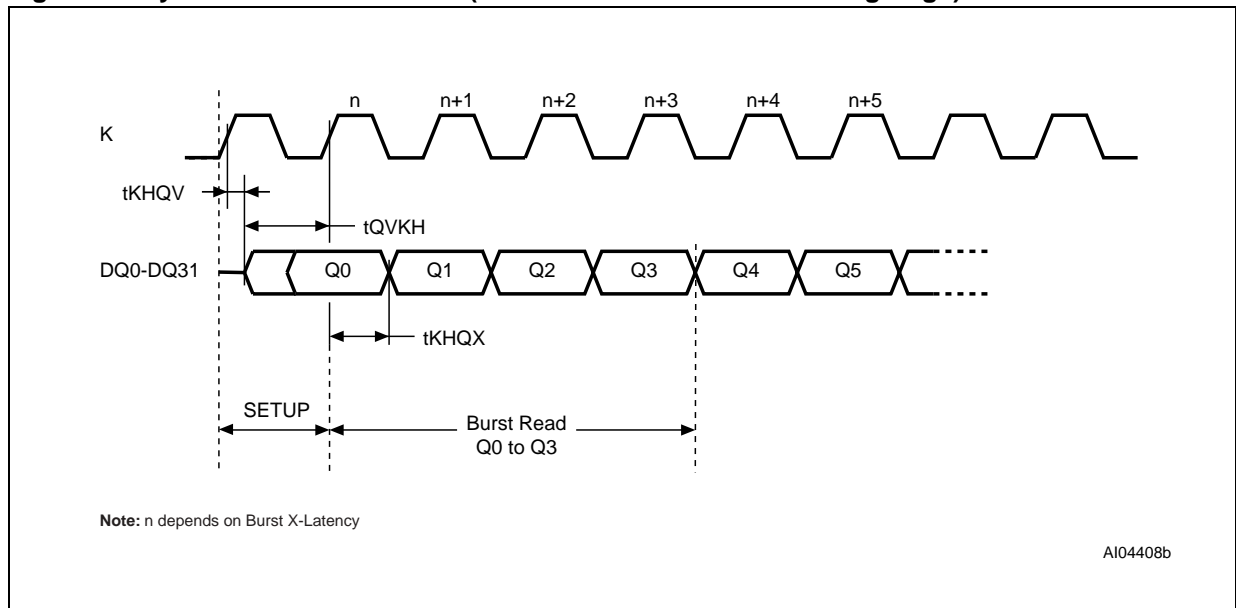 n n+1 n+2 n+3 n+4 n+5
K
tKHQV
tQVKH
DQ0-DQ31 Q0 Q1 Q2 Q3 Q4 Q5
tKHQX
SETUP
Burst Read
Q0 to Q3
Note: n depends on Burst X-Latency
AI04408b